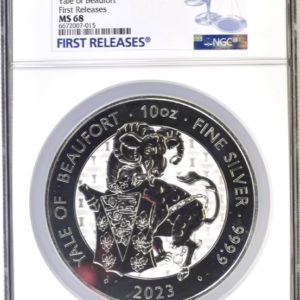 Yale of Beaufort
First Releases
MS 68
6672007-015
FIRST RELEASES®
NGC
YALE OF BEAUFORT · 10oz · FINE SILVER · 999.9
2023